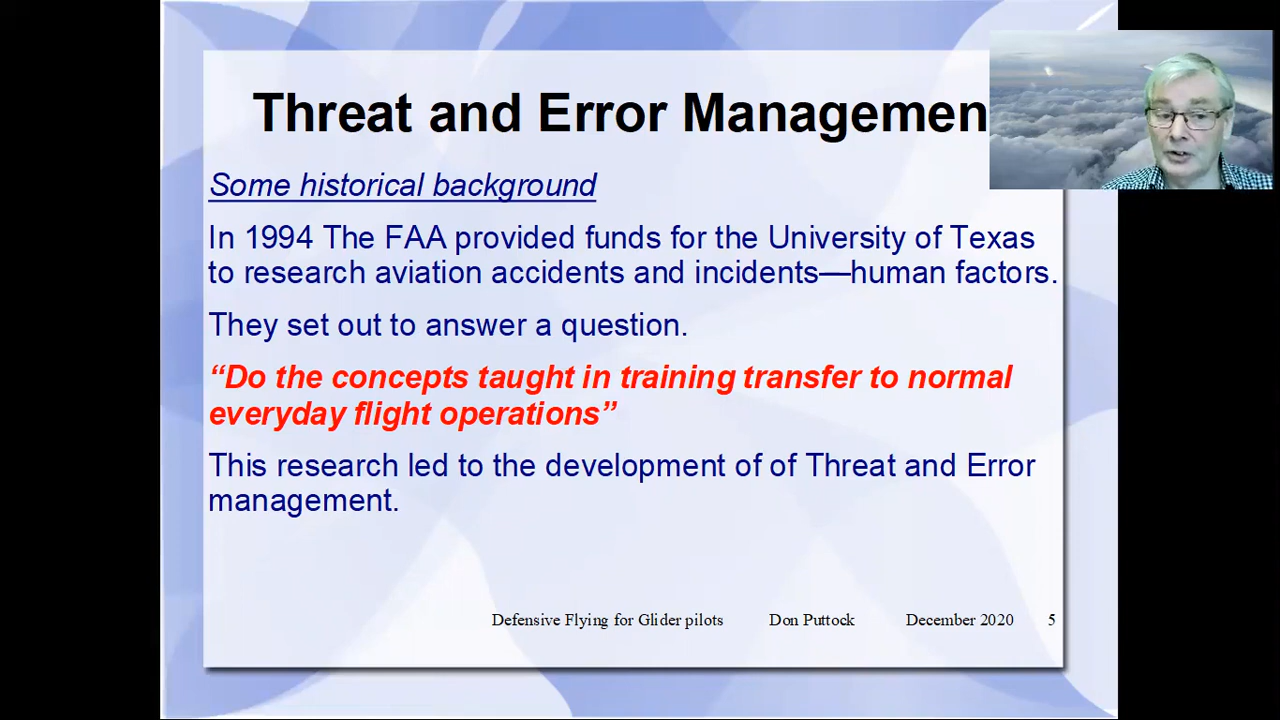 Threat and Error Managemen
Some historical background
In 1994 The FAA provided funds for the University of Texas
to research aviation accidents and incidents—human factors.
They set out to answer a question.
“Do the concepts taught in training transfer to normal
everyday flight operations”
This research led to the development of of Threat and Error
management.
Defensive Flying for Glider pilots Don Puttock December 2020 5